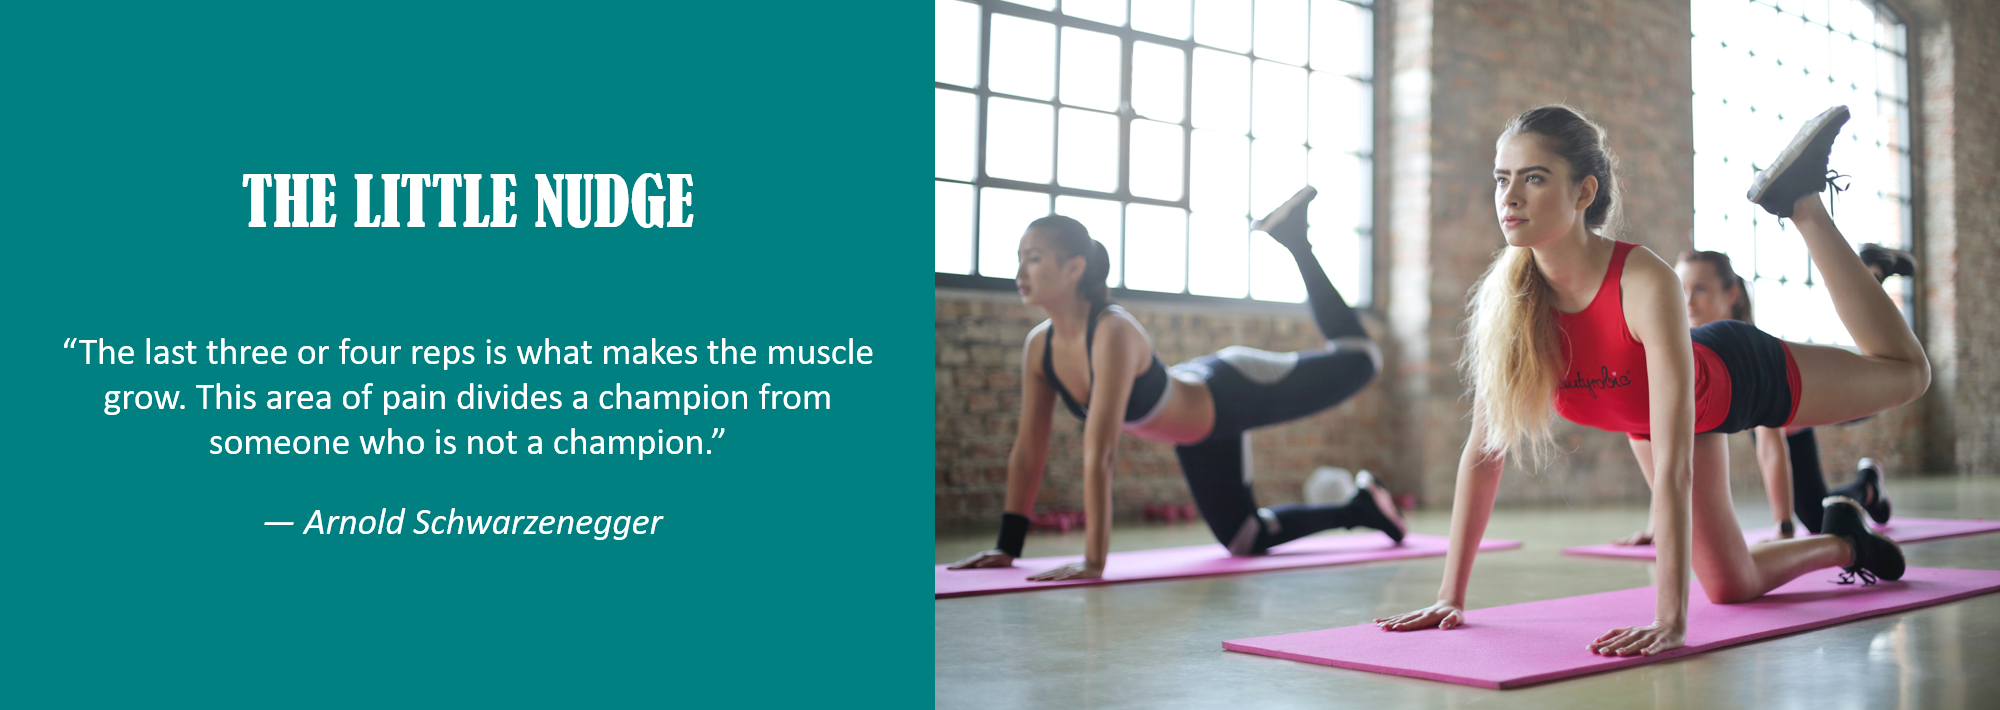 THE LITTLE NUDGE
“The last three or four reps is what makes the muscle
grow. This area of pain divides a champion from
someone who is not a champion.”
— Arnold Schwarzenegger